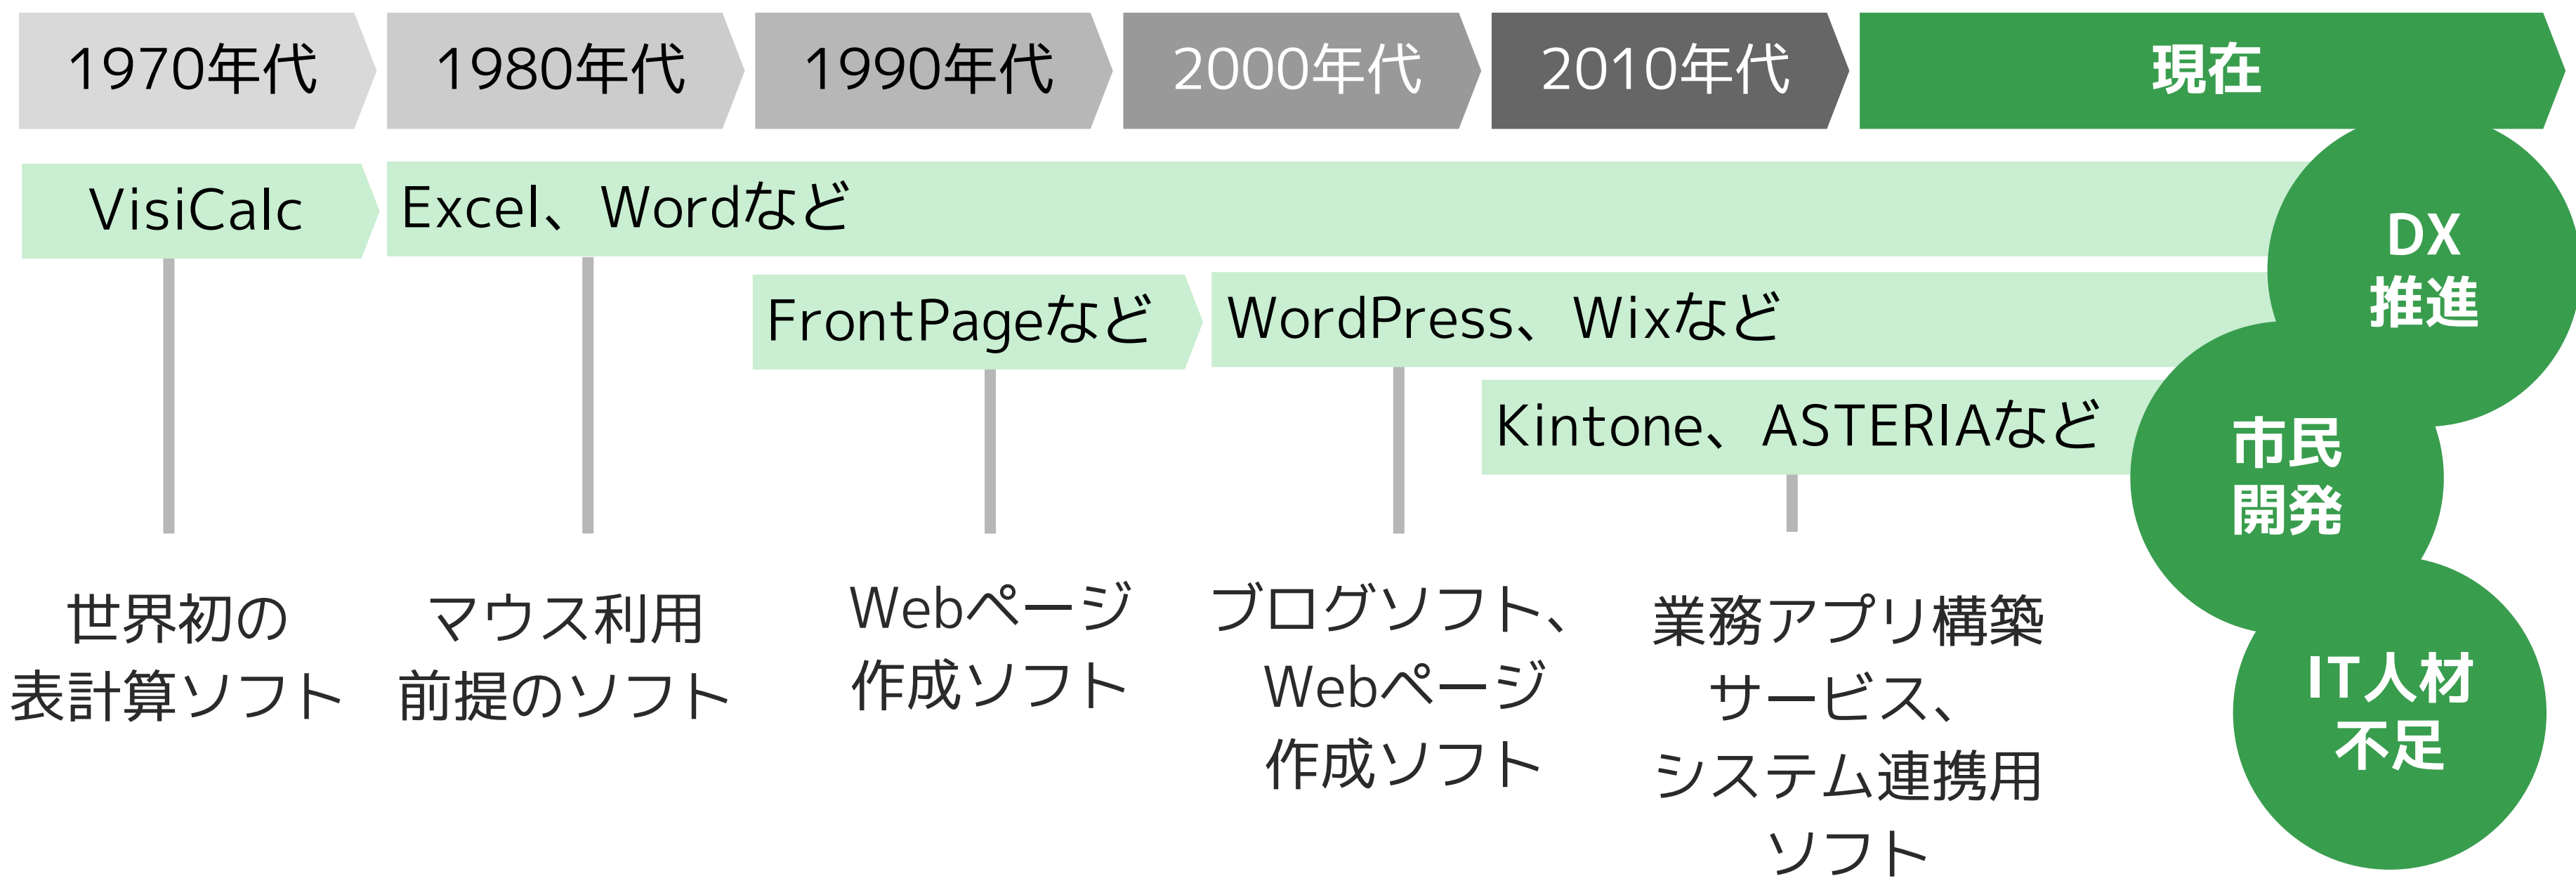 1970年代
1980年代
1990年代
2000年代
2010年代
現在
VisiCalc
Excel、Wordなど
FrontPageなど
WordPress、Wixなど
Kintone、ASTERIAなど
世界初の
表計算ソフト
マウス利用
前提のソフト
Webページ
作成ソフト
ブログソフト、
Webページ
作成ソフト
業務アプリ構築
サービス、
システム連携用
ソフト
DX
推進
市民
開発
IT人材
不足